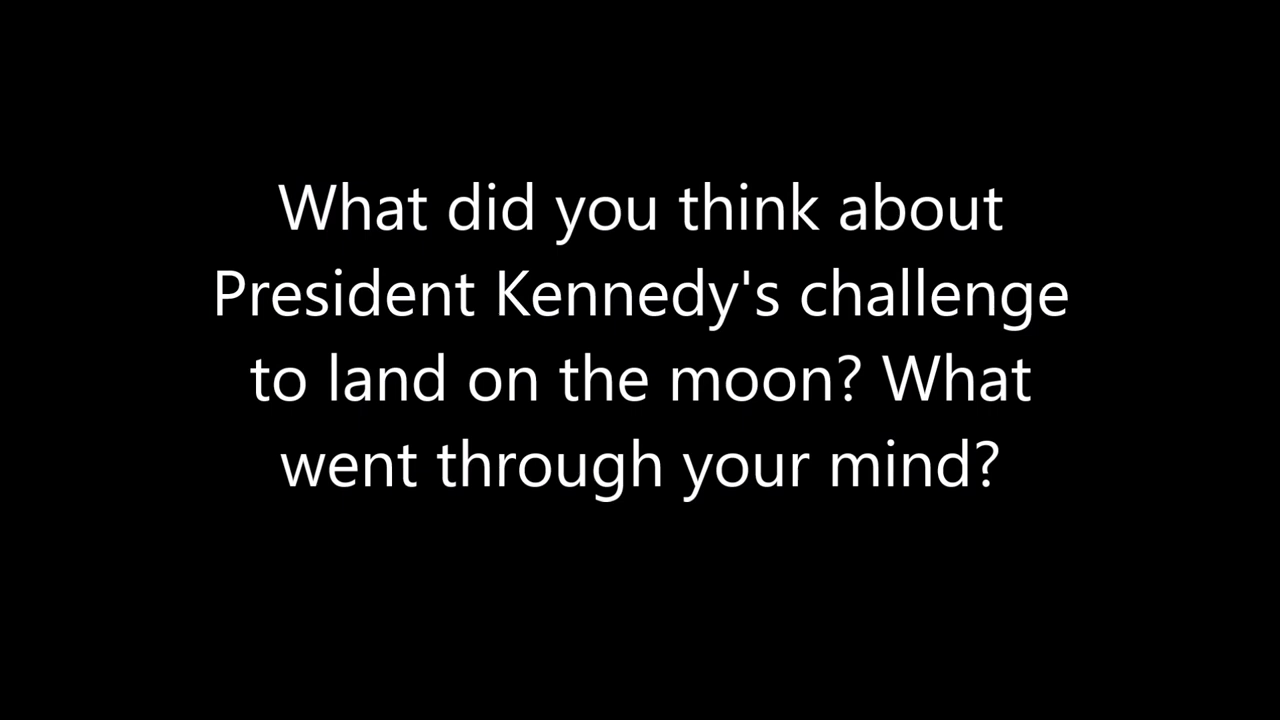 What did you think about
President Kennedy's challenge
to land on the moon? What
went through your mind?